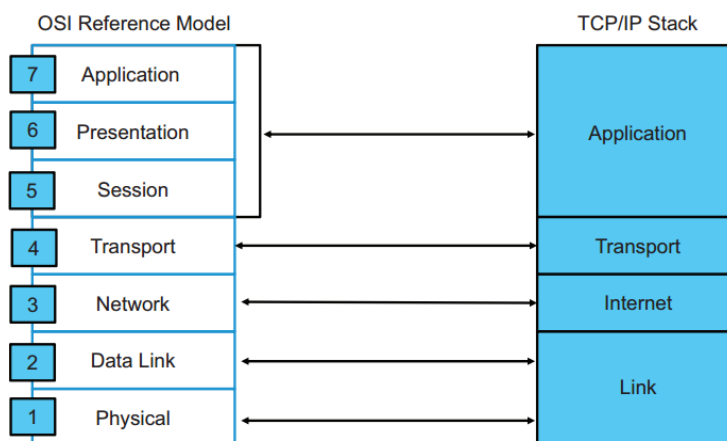 OSI Reference Model
TCP/IP Stack
7 Application
6 Presentation
5 Session
Application
4 Transport
Transport
3 Network
Internet
2 Data Link
1 Physical
Link